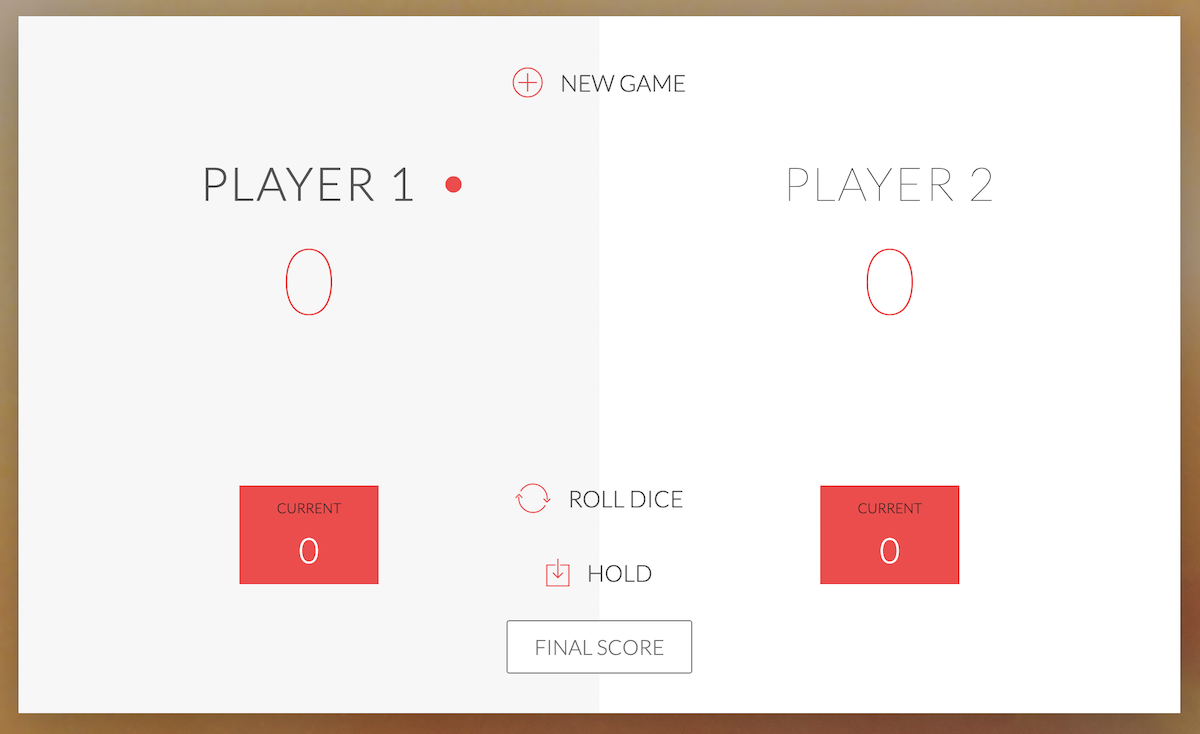 NEW GAME
PLAYER 1
0
PLAYER 2
0
CURRENT
0
CURRENT
0
ROLL DICE
HOLD
FINAL SCORE